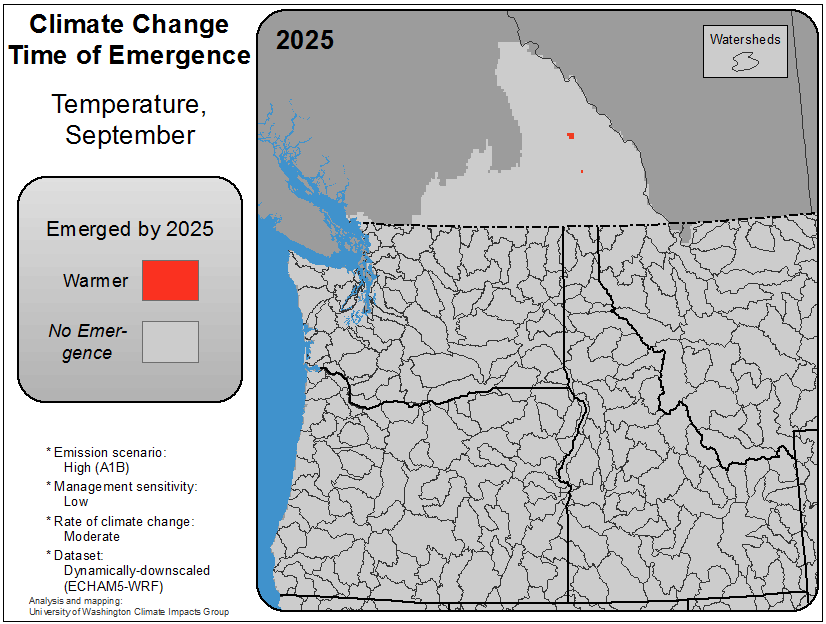 Climate Change
Time of Emergence
Temperature,
September
Emerged by 2025
Warmer
No Emer-
gence
* Emission scenario:
High (A1B)
* Management sensitivity:
Low
* Rate of climate change:
Moderate
* Dataset:
Dynamically-downscaled
(ECHAM5-WRF)
Analysis and mapping:
University of Washington Climate Impacts Group
2025
Watersheds